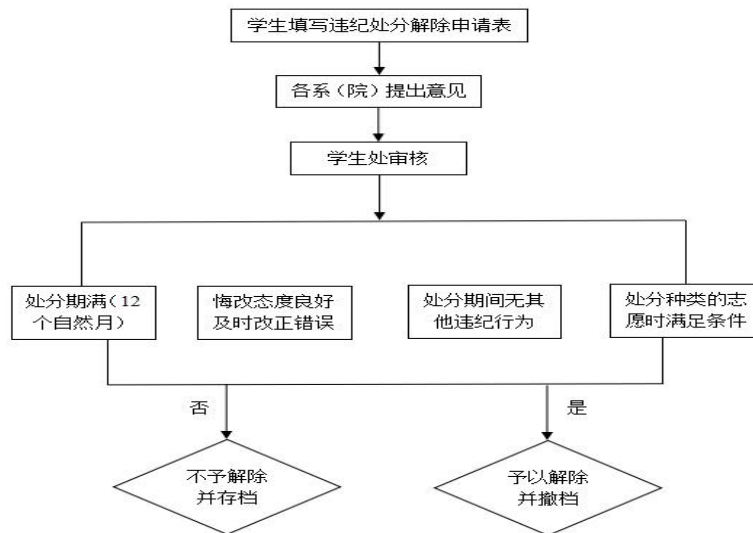 学生填写违纪处分解除申请表
各系（院）提出意见
学生处审核
处分期满（12
个自然月）
悔改态度良好
及时改正错误
处分期间无其
他违纪行为
处分种类的志
愿时满足条件
否
是
不予解除
并存档
予以解除
并撤档